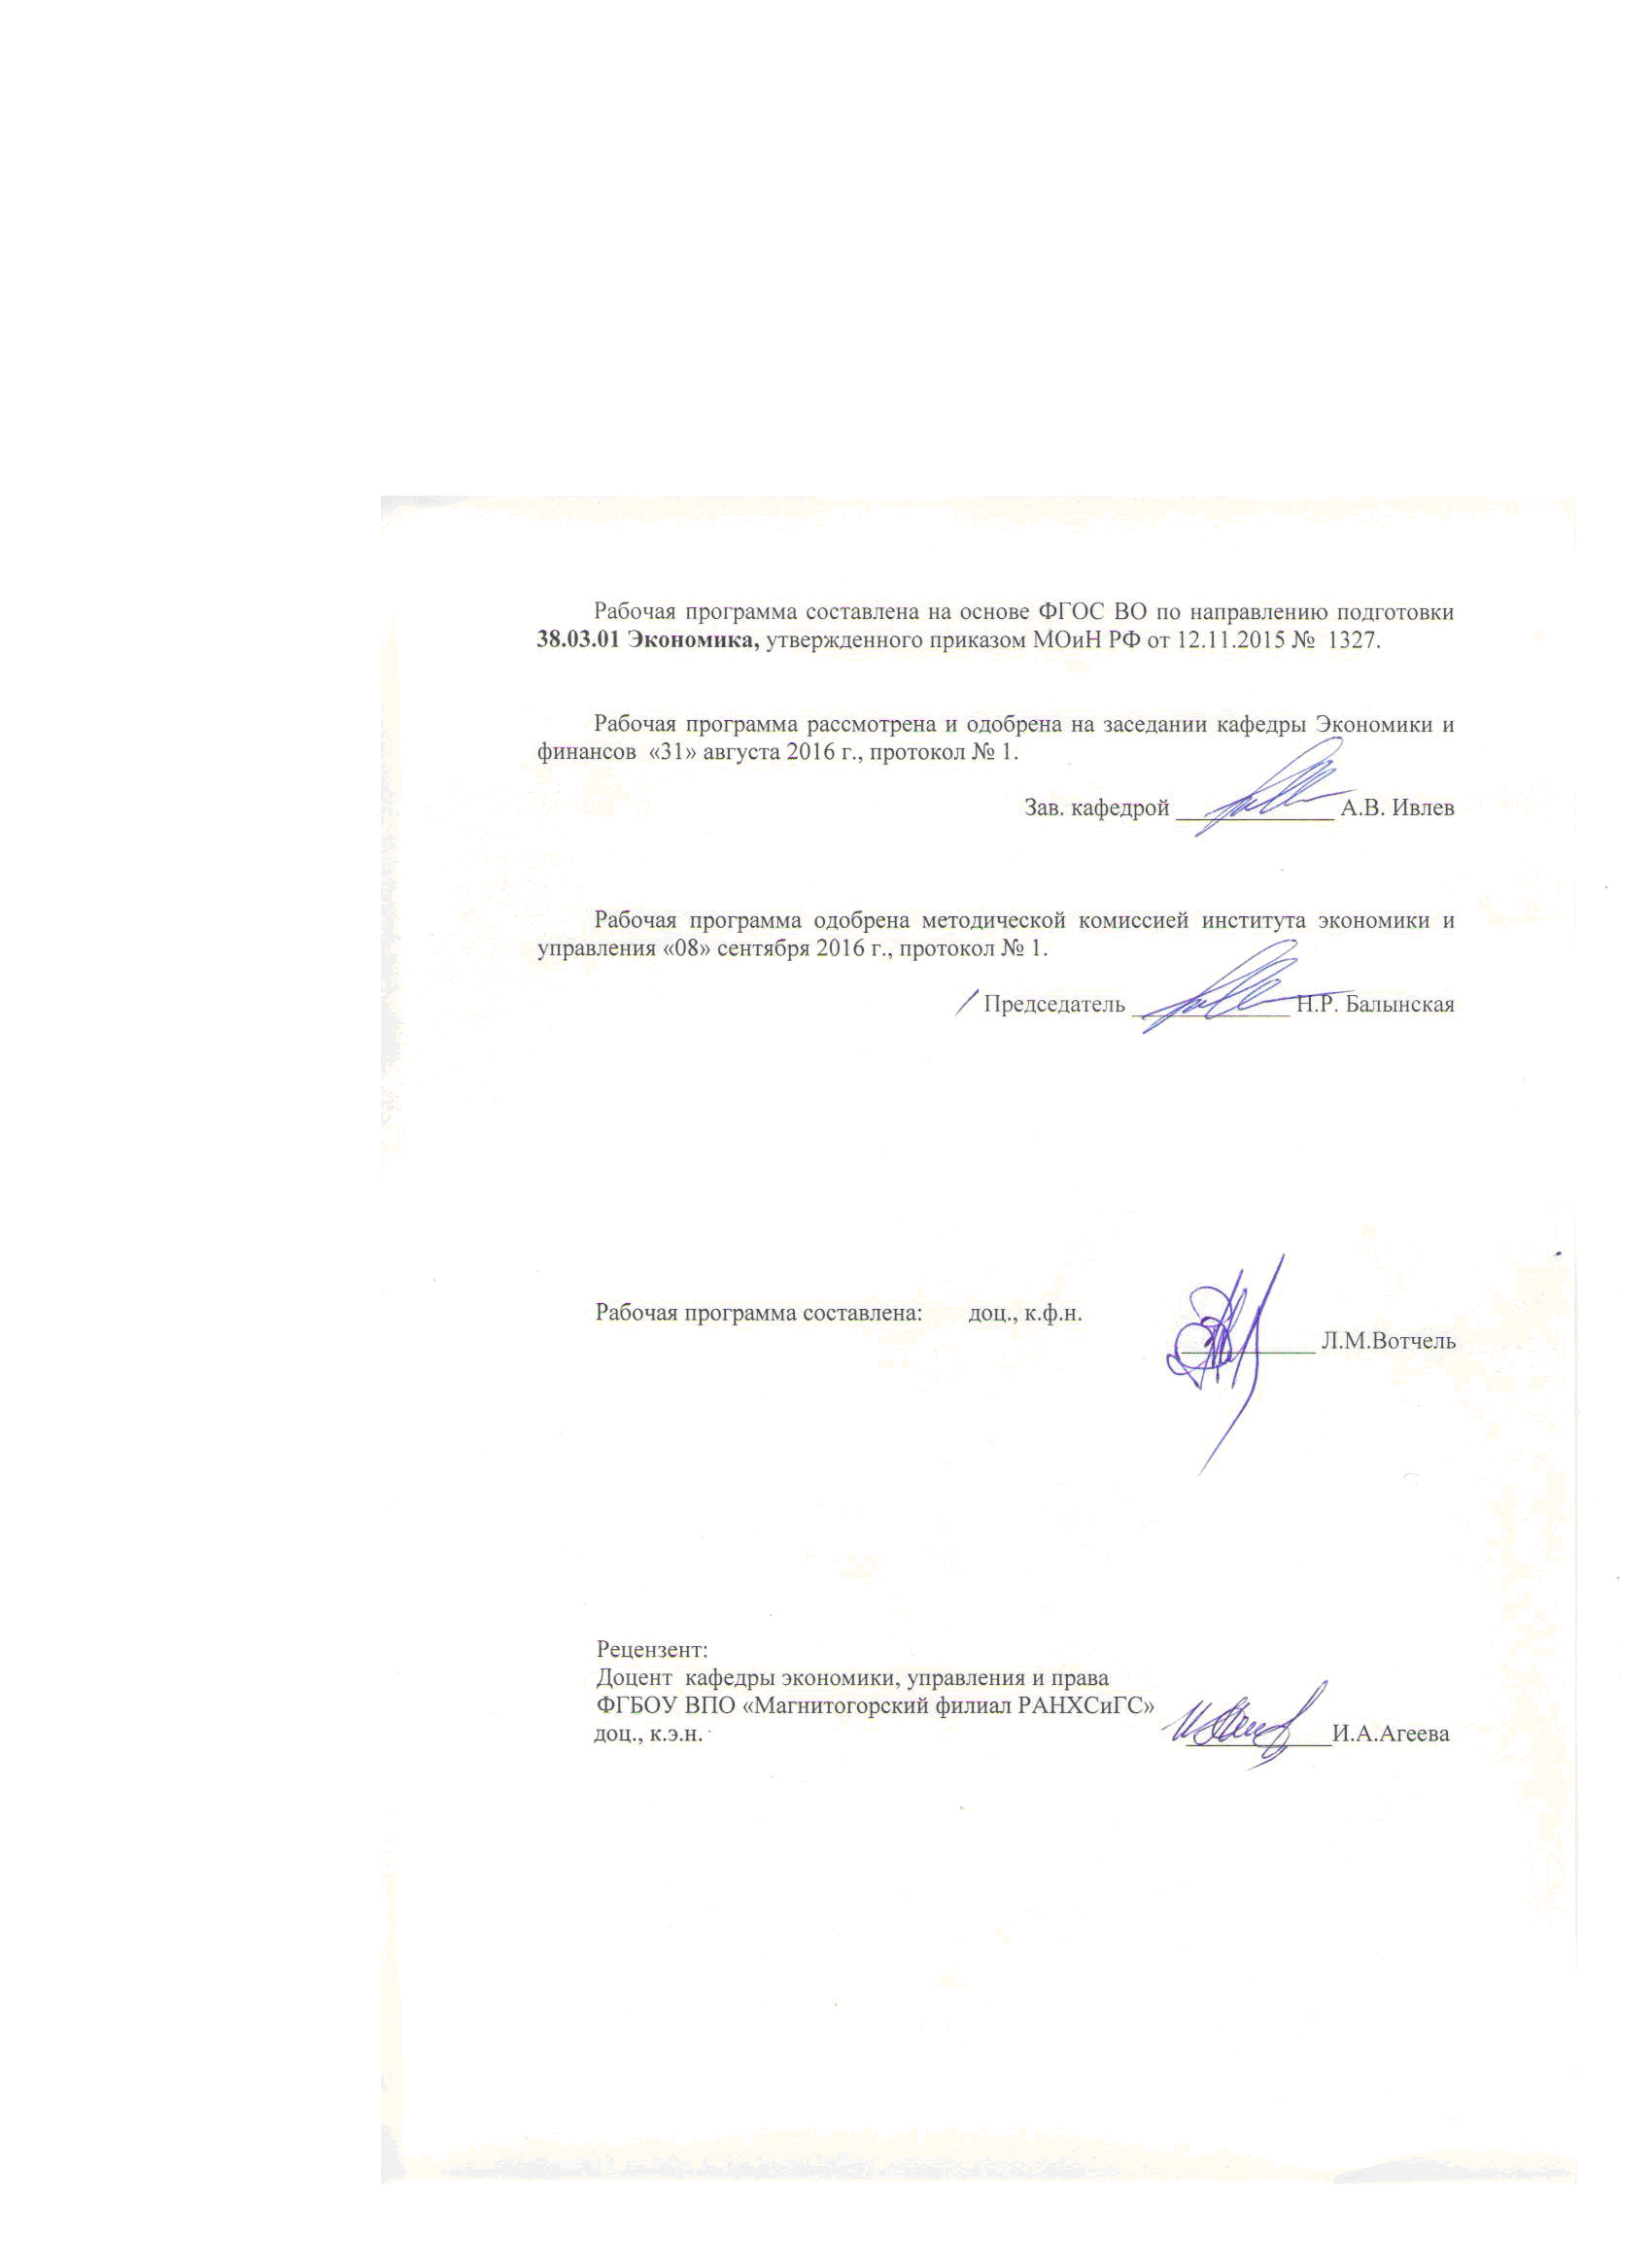 Рабочая программа составлена на основе ФГОС ВО по направлению подготовки
38.03.01 Экономика, утвержденного приказом МОиН РФ от 12.11.2015 № 1327.
Рабочая программа рассмотрена и одобрена на заседании кафедры Экономики и
финансов «31» августа 2016 г., протокол № 1.
Зав. кафедрой ____________ А.В. Ивлев
Рабочая программа одобрена методической комиссией института экономики и
управления «08» сентября 2016 г., протокол № 1.
/ Председатель ____________ Н.Р. Балынская
Рабочая программа составлена: доц., к.ф.н.
____________ Л.М.Вотчель
Рецензент:
Доцент кафедры экономики, управления и права
ФГБОУ ВПО «Магнитогорский филиал РАНХСиГС»
доц., к.э.н. ____________И.А.Агеева